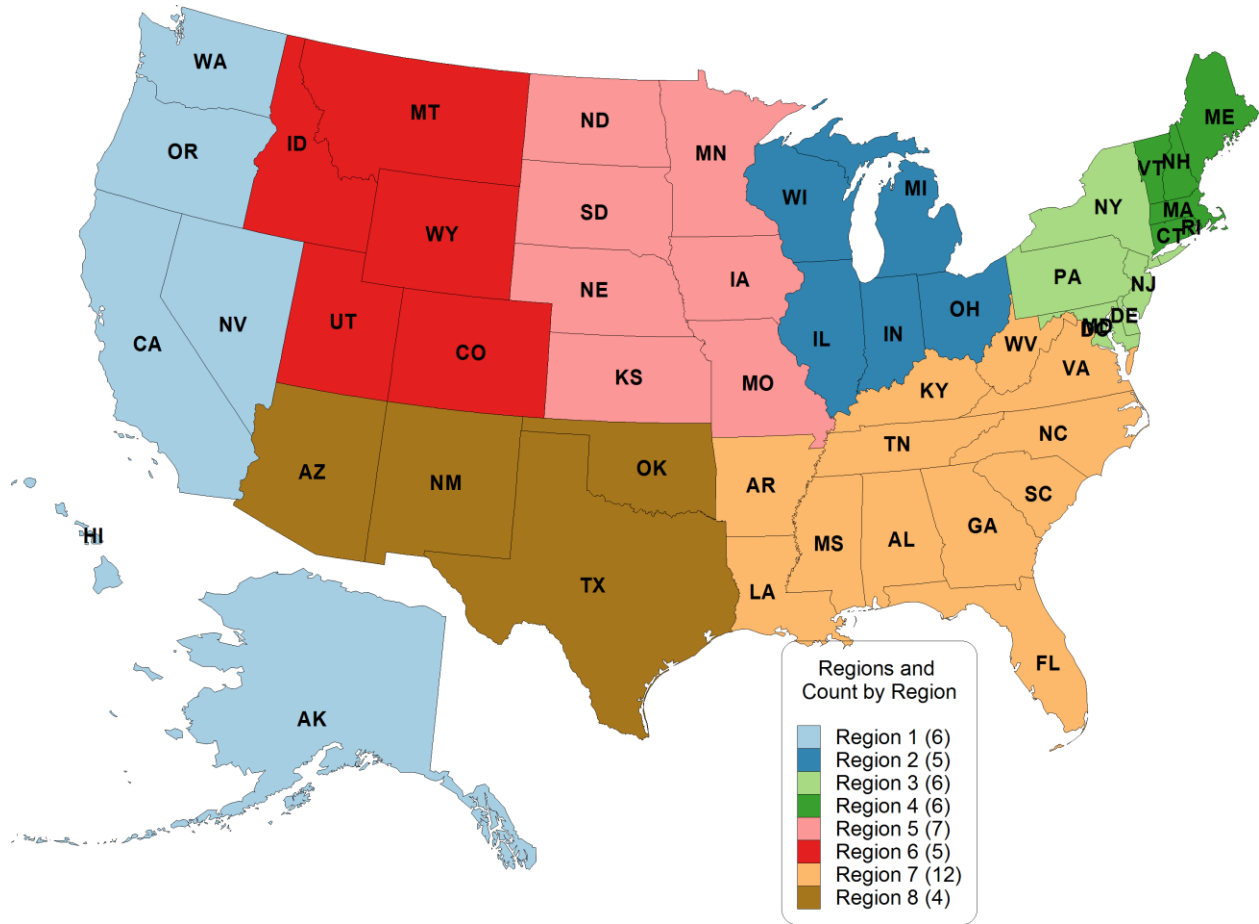 WA
MT
ME
ND
OR
ID
MN
VT
NH
MI
WI
NY
MA
SD
RI
CT
WY
PA
IA
NJ
NE
OH
NV
UT
DE
MD
DC
CA
IL
IN
WV
CO
VA
KS
MO
KY
NC
TN
OK
AZ
NM
AR
SC
GA
HI
MS
AL
TX
LA
FL
AK
Regions and
Count by Region
Region 1 (6)
Region 2 (5)
Region 3 (6)
Region 4 (6)
Region 5 (7)
Region 6 (5)
Region 7 (12)
Region 8 (4)